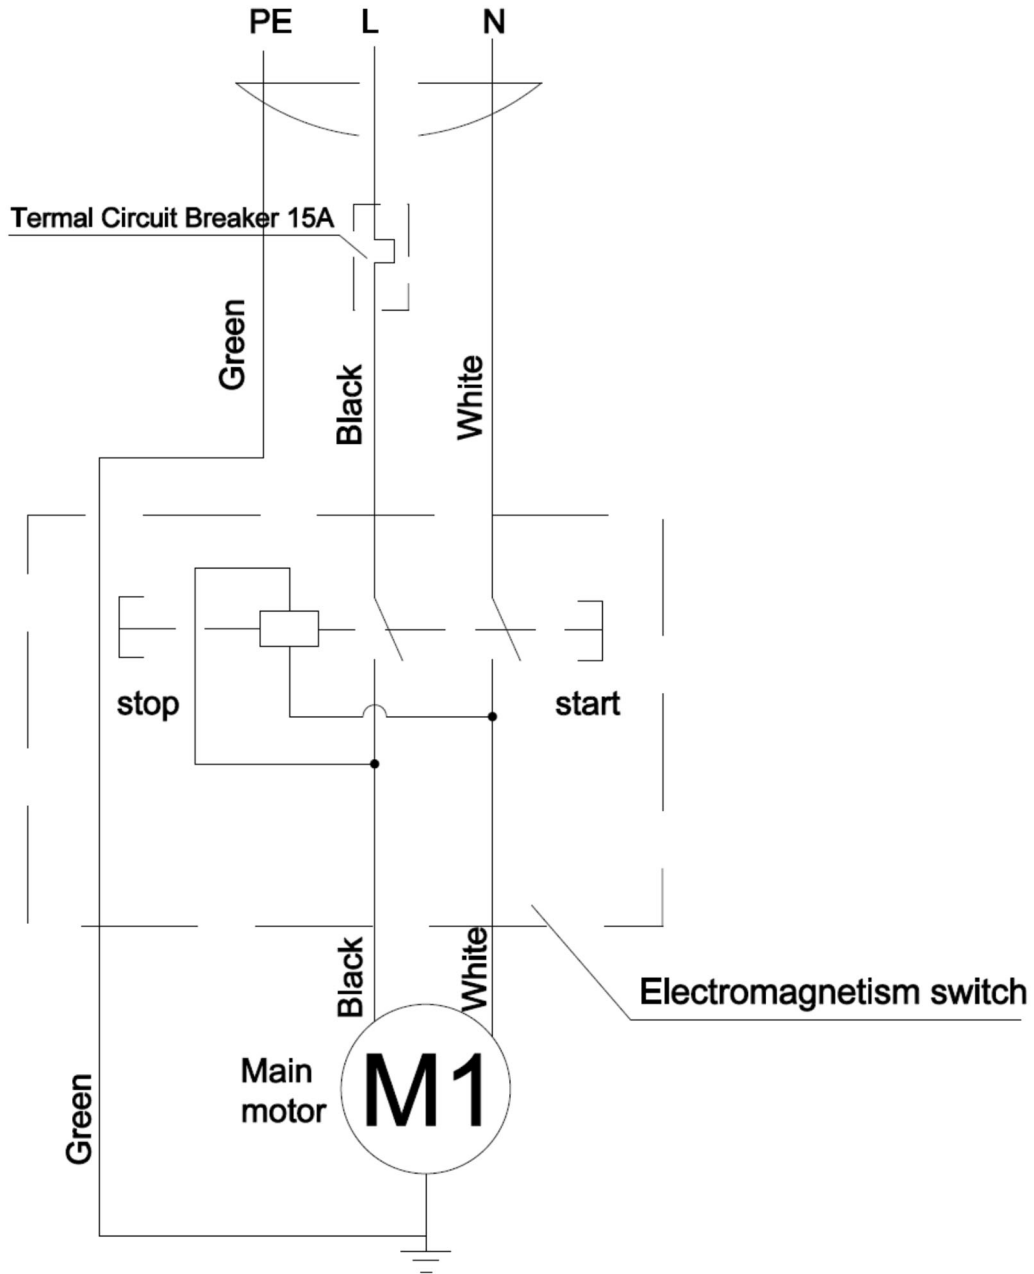 PE L N
Termal Circuit Breaker 15A
Green
Black
White
stop
start
Black
White
Electromagnetism switch
Main
motor
M1
Green